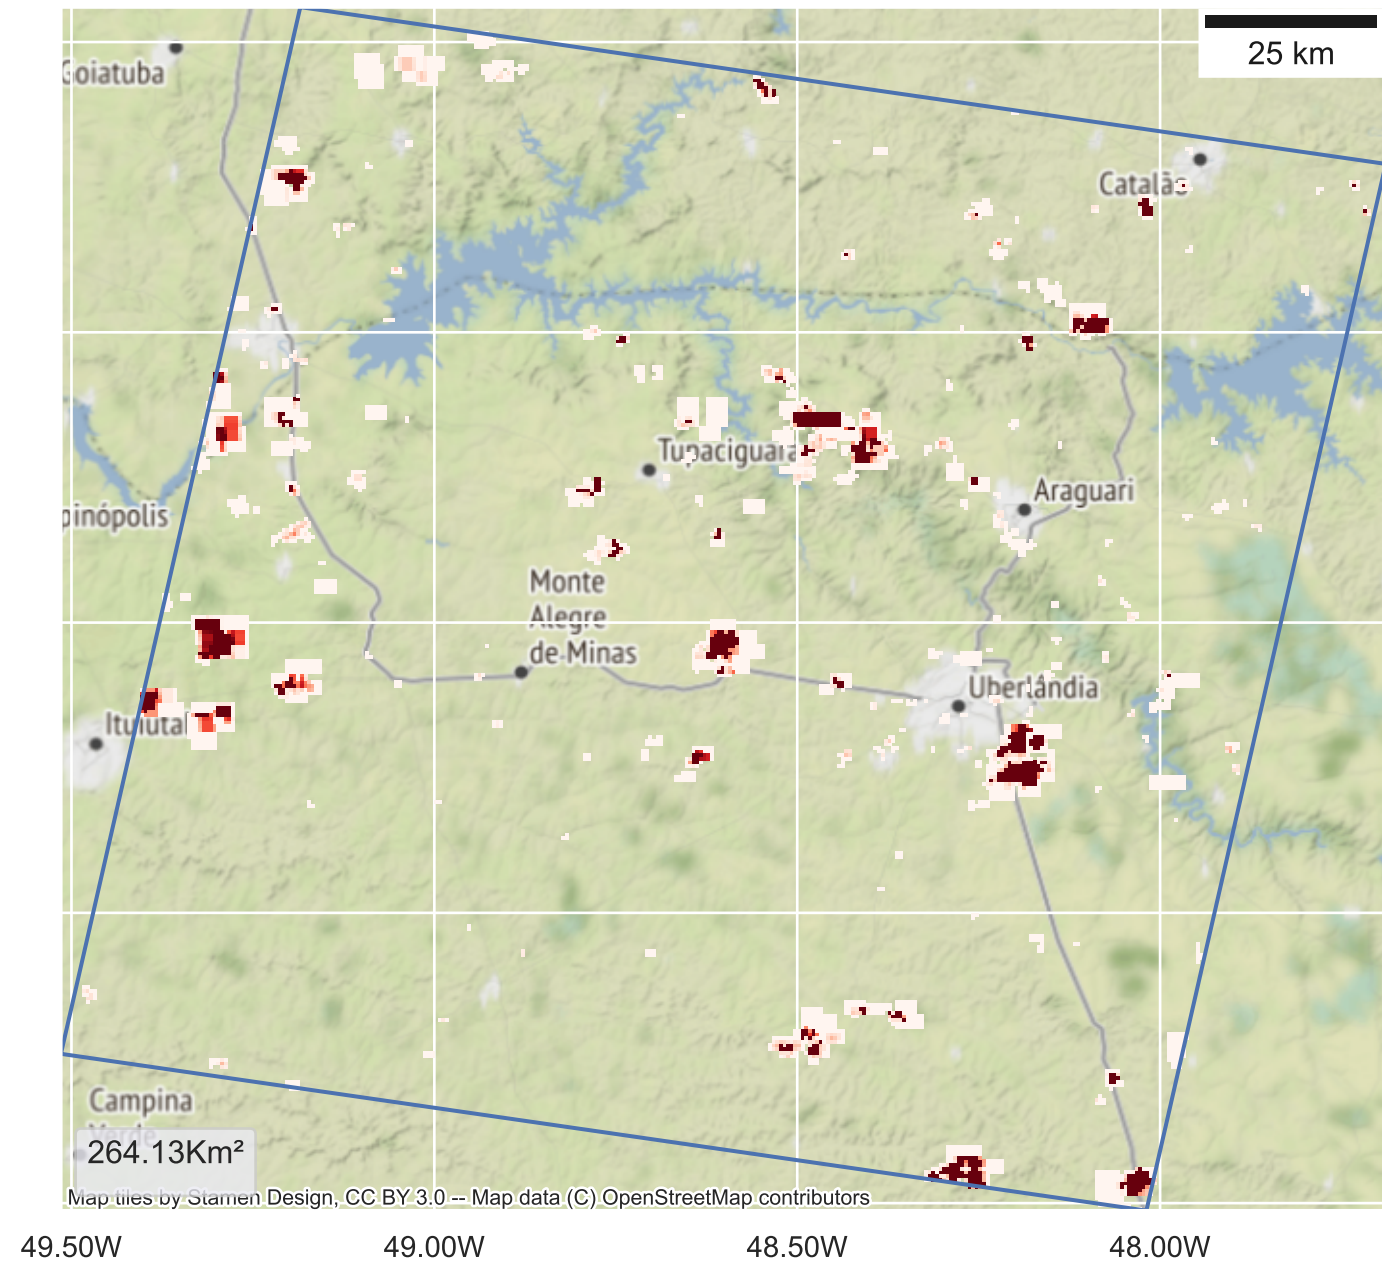 25 km
Goiatuba
Catalão
Tupaciguara
Araguari
pinópolis
Monte
Alegre
de Minas
Uberlândia
Ituiutaba
Campina
Verde
264.13Km²
Map tiles by Stamen Design, CC BY 3.0 -- Map data (C) OpenStreetMap contributors
49.50W
49.00W
48.50W
48.00W